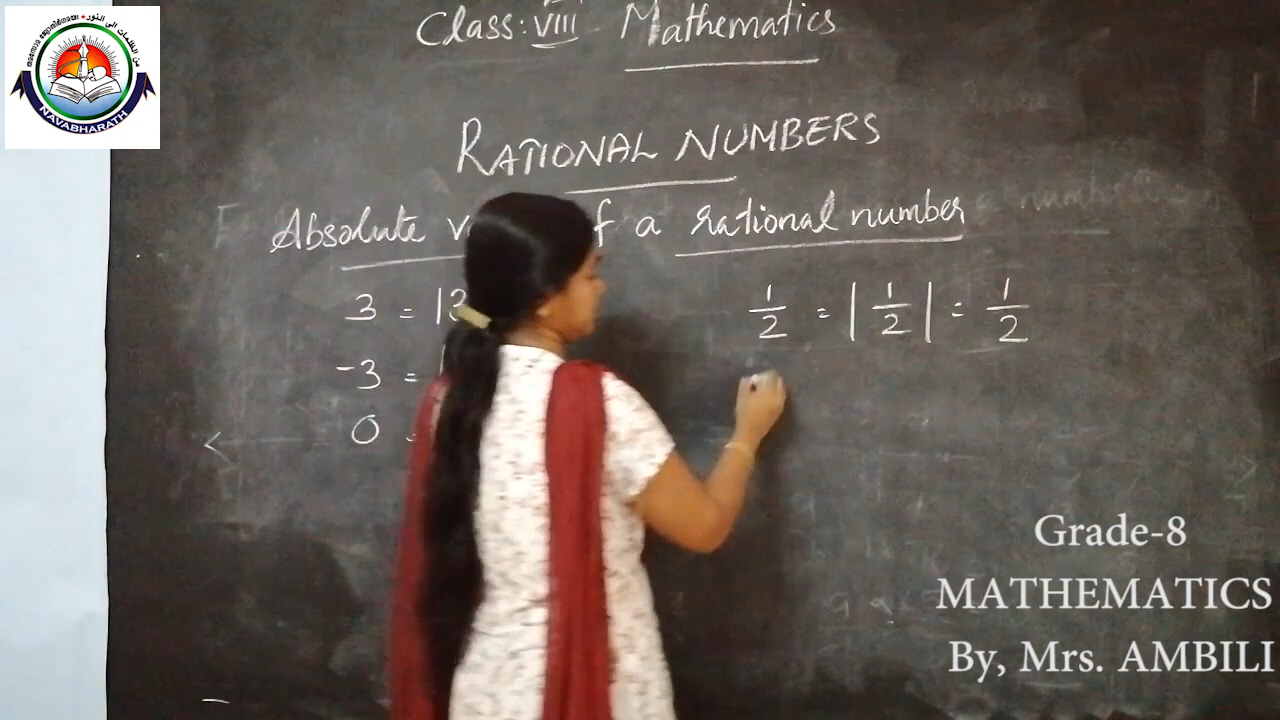 Class: VIII Mathematics
RATIONAL NUMBERS
Absolute of a rational number
3 = |3
1/2 = |1/2| = 1/2
-3 =
0
<
NAVABHARATH
Grade-8
MATHEMATICS
By, Mrs. AMBILI